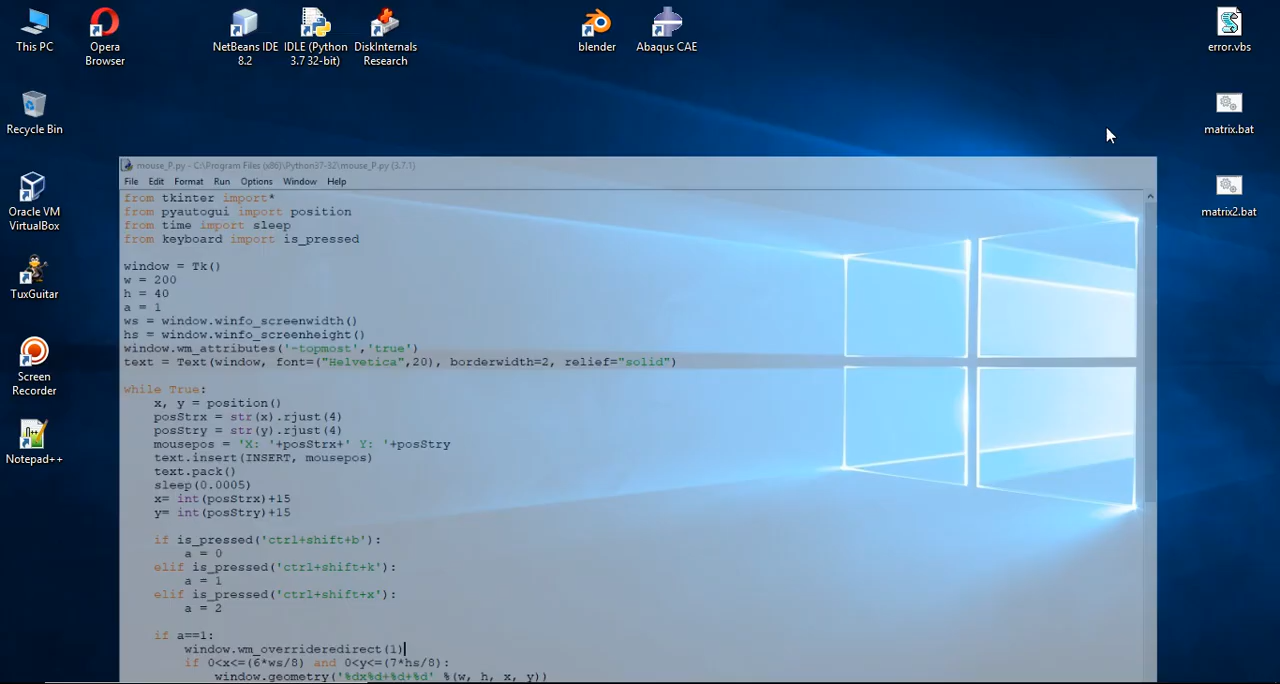 This PC
Opera
Browser
NetBeans IDE
8.2
IDLE (Python
3.7 32-bit)
DiskInternals
Research
blender
Abaqus CAE
error.vbs
Recycle Bin
matrix.bat
Oracle VM
VirtualBox
matrix2.bat
TuxGuitar
Screen
Recorder
Notepad++
mouse_P.py - C:\Program Files (x86)\Python37-32\mouse_P.py (3.7.1)
File Edit Format Run Options Window Help
from tkinter import*
from pyautogui import position
from time import sleep
from keyboard import is_pressed
window = Tk()
w = 200
h = 40
a = 1
ws = window.winfo_screenwidth()
hs = window.winfo_screenheight()
window.wm_attributes('-topmost','true')
text = Text(window, font=("Helvetica",20), borderwidth=2, relief="solid")
while True:
x, y = position()
posStrx = str(x).rjust(4)
posStry = str(y).rjust(4)
mousepos = 'X: '+posStrx+' Y: '+posStry
text.insert(INSERT, mousepos)
text.pack()
sleep(0.0005)
x= int(posStrx)+15
y= int(posStry)+15
if is_pressed('ctrl+shift+b'):
a = 0
elif is_pressed('ctrl+shift+k'):
a = 1
elif is_pressed('ctrl+shift+x'):
a = 2
if a==1:
window.wm_overrideredirect(1)
if 0<x<=(6*ws/8) and 0<y<=(7*hs/8):
window.geometry('%dx%d+%d+%d' %(w, h, x, y))